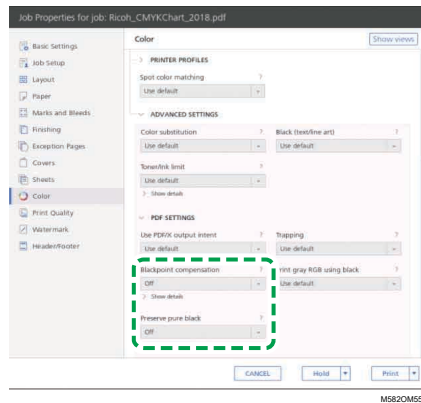 Job Properties for job: Ricoh_CMYKChart_2018.pdf
Basic Settings
Job Setup
Layout
Paper
Marks and Bleeds
Finishing
Exception Pages
Covers
Sheets
Color
Print Quality
Watermark
Header/Footer
Color
Show views
PRINTER PROFILES
Spot color matching ?
Use default
ADVANCED SETTINGS
Color substitution ? Black (text/line art) ?
Use default Use default
Toner/Ink limit ?
Use default
> Show details
PDF SETTINGS
Use PDF/X output intent ? Trapping ?
Use default Use default
Blackpoint compensation ? Print gray RGB using black ?
Off Use default
> Show details
Preserve pure black ?
Off
CANCEL Hold Print
M582OM55